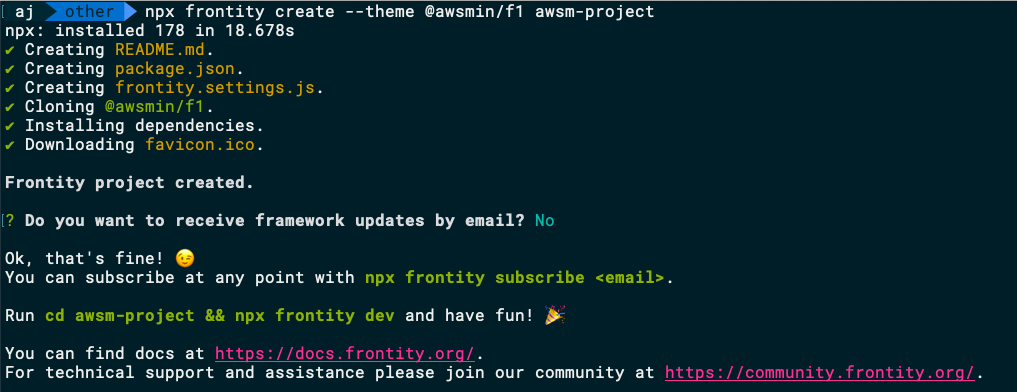 aj other npx frontity create --theme @awsmin/f1 awsm-project
npx: installed 178 in 18.678s
✔ Creating README.md.
✔ Creating package.json.
✔ Creating frontity.settings.js.
✔ Cloning @awsmin/f1.
✔ Installing dependencies.
✔ Downloading favicon.ico.
Frontity project created.
? Do you want to receive framework updates by email? No
Ok, that's fine! 😉
You can subscribe at any point with npx frontity subscribe <email>.
Run cd awsm-project && npx frontity dev and have fun! 🎉
You can find docs at https://docs.frontity.org/.
For technical support and assistance please join our community at https://community.frontity.org/.